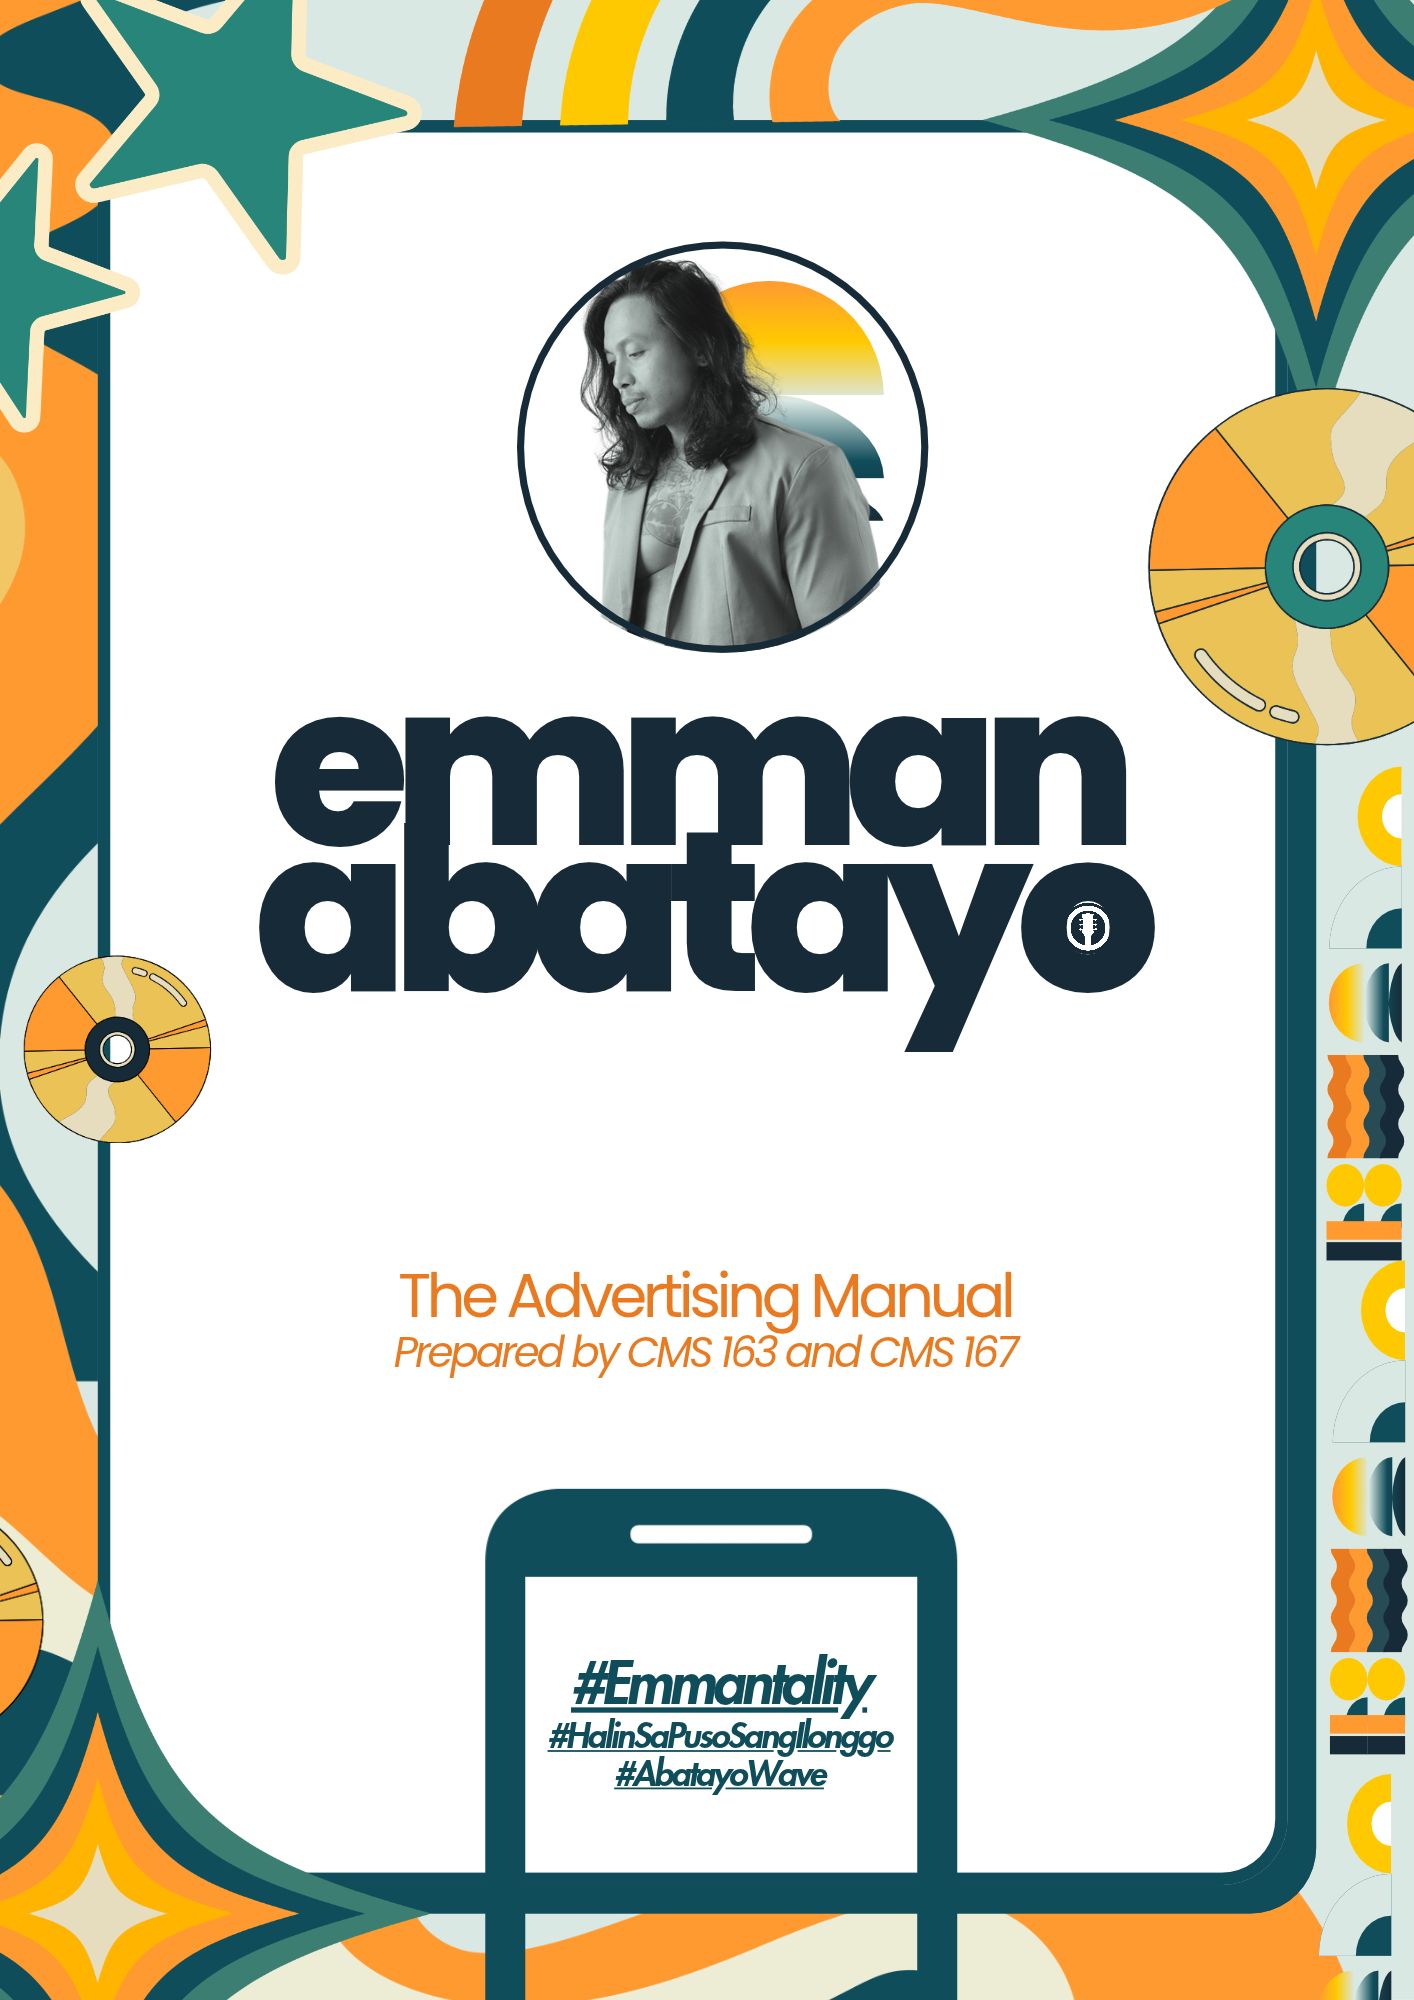 emman
abatayo
The Advertising Manual
Prepared by CMS 163 and CMS 167
#Emmantality
#HalinSaPusoSangIlonggo
#AbatayoWave